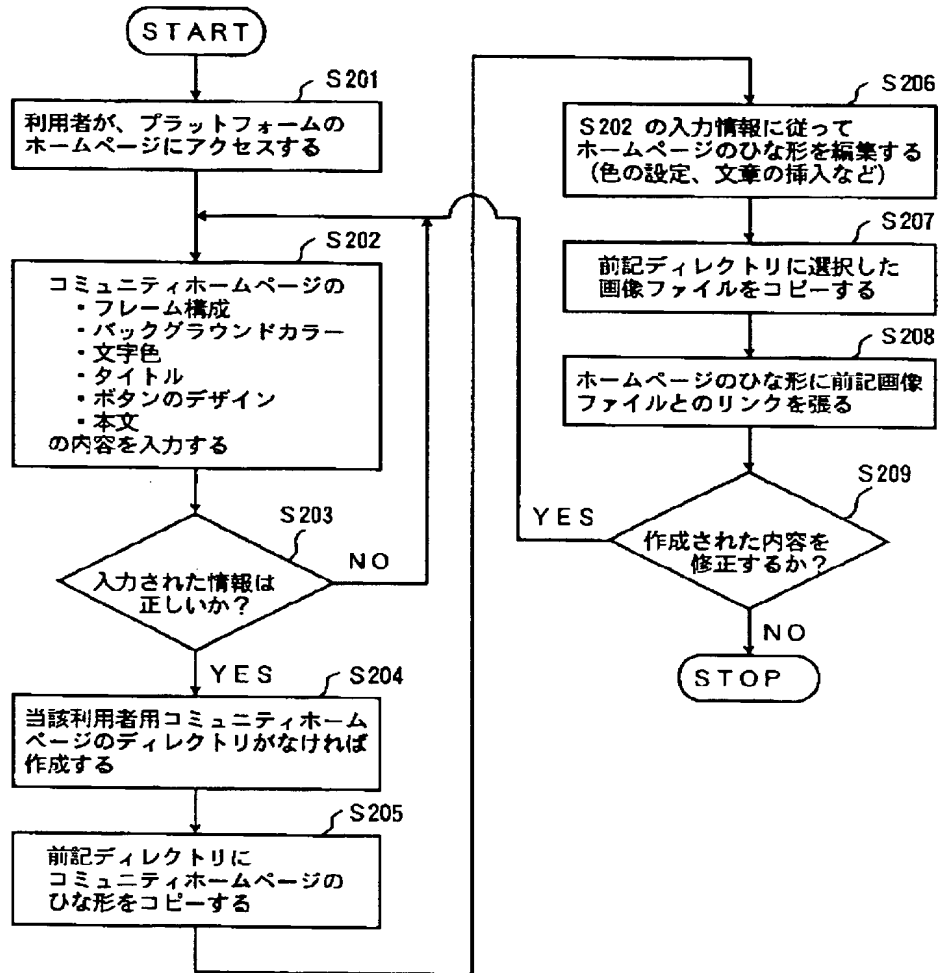 START
S201
利用者が、プラットフォームの
ホームページにアクセスする
S202
コミュニティホームページの
・フレーム構成
・バックグラウンドカラー
・文字色
・タイトル
・ボタンのデザイン
・本文
の内容を入力する
S203
入力された情報は
正しいか？
NO
YES
S204
当該利用者用コミュニティホーム
ページのディレクトリがなければ
作成する
S205
前記ディレクトリに
コミュニティホームページの
ひな形をコピーする
S206
S202 の入力情報に従って
ホームページのひな形を編集する
（色の設定、文章の挿入など）
S207
前記ディレクトリに選択した
画像ファイルをコピーする
S208
ホームページのひな形に前記画像
ファイルとのリンクを張る
S209
作成された内容を
修正するか？
YES
NO
STOP